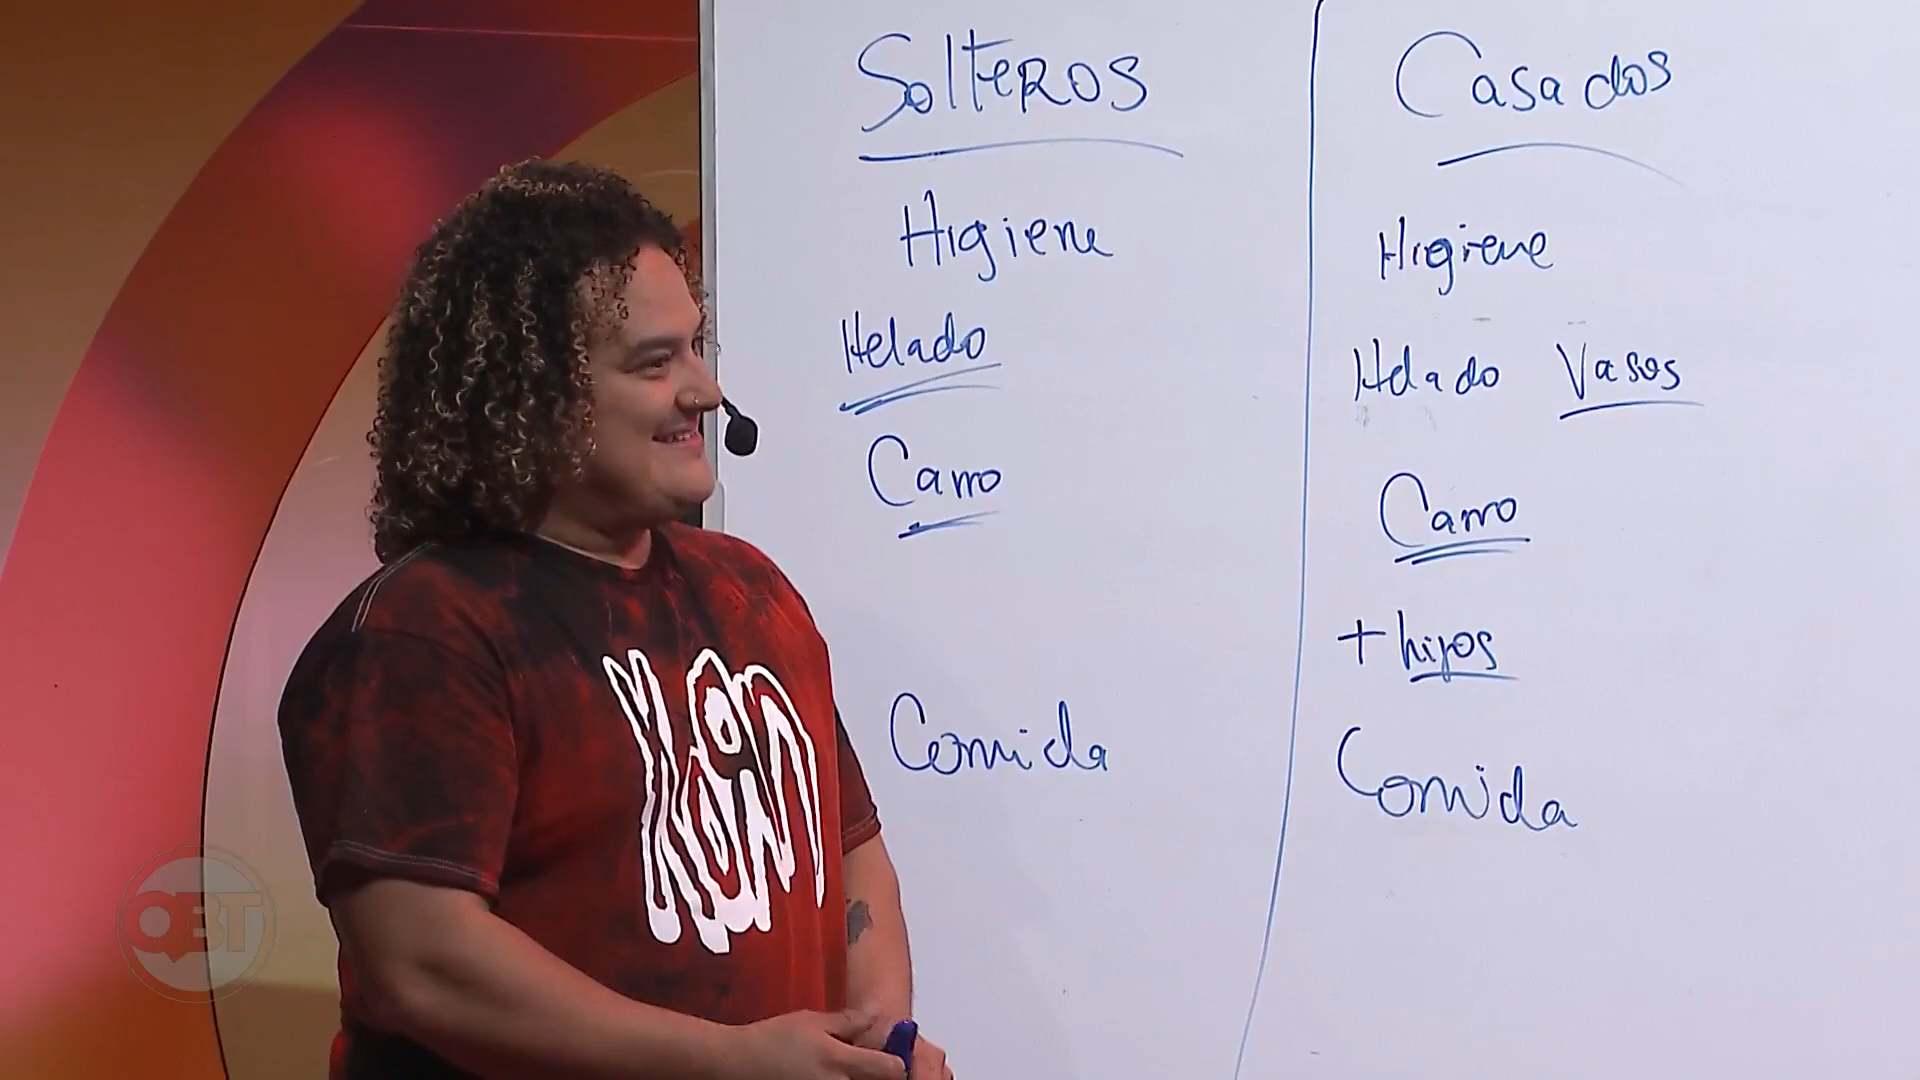 Solteros
Higiene
Helado
Carro
Comida
Casados
Higiene
Helado Vasos
Carro
+ hijos
Comida
KoRn
QBT